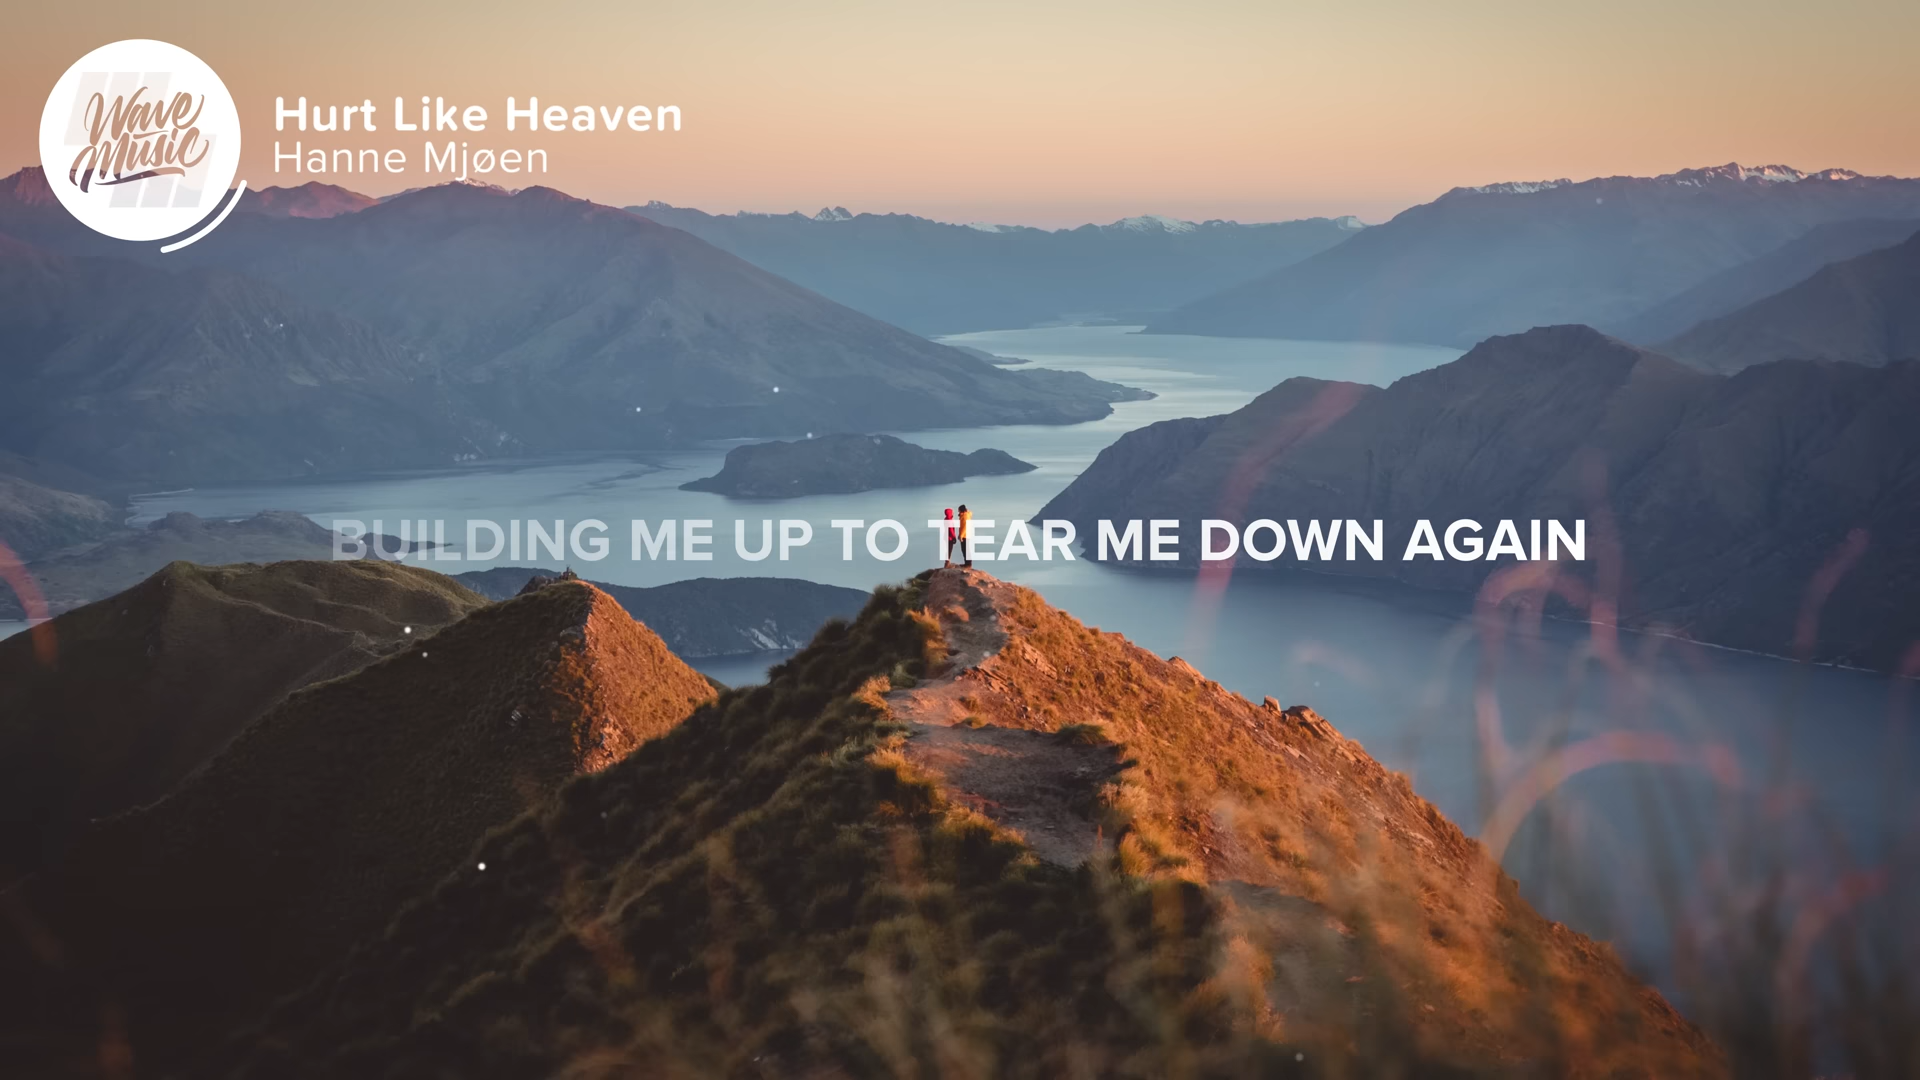 Wave
Music
Hurt Like Heaven
Hanne Mjøen
BUILDING ME UP TO TEAR ME DOWN AGAIN